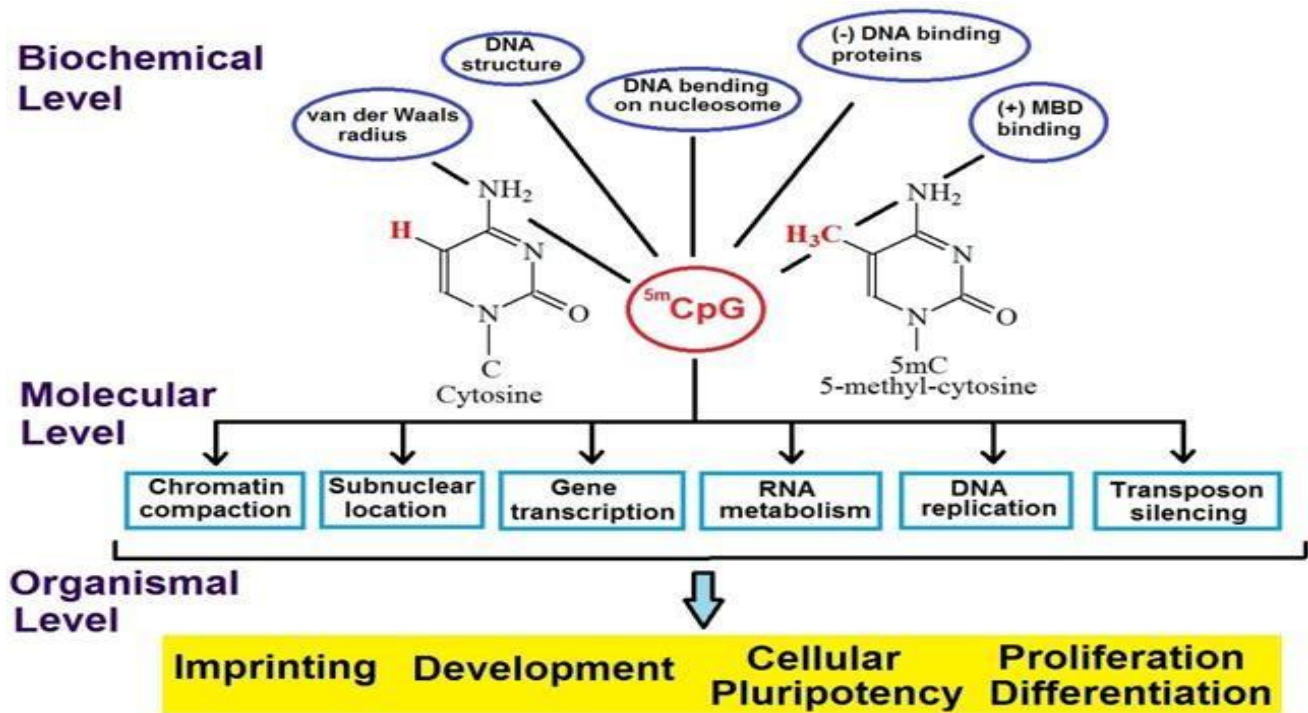 Biochemical
Level
DNA
structure
(-) DNA binding
proteins
van der Waals
radius
DNA bending
on nucleosome
(+) MBD
binding
NH2
H
N
N
O
C
Cytosine
5mCpG
NH2
H3C
N
N
O
5mC
5-methyl-cytosine
Molecular
Level
Chromatin
compaction
Subnuclear
location
Gene
transcription
RNA
metabolism
DNA
replication
Transposon
silencing
Organismal
Level
Imprinting
Development
Cellular
Pluripotency
Proliferation
Differentiation